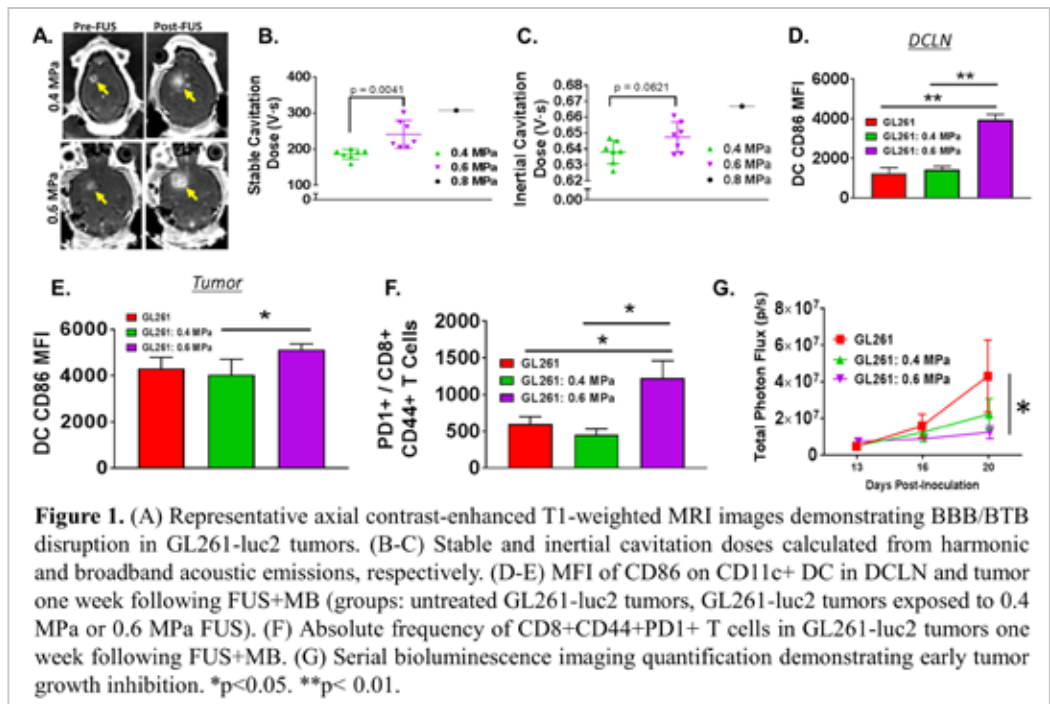 A.
Pre-FUS
Post-FUS
0.4 MPa
0.6 MPa
B.
Stable Cavitation
Dose (V·s)
400
300
200
100
0
p = 0.0041
0.4 MPa
0.6 MPa
0.8 MPa
C.
Inertial Cavitation
Dose (V·s)
0.68
0.67
0.66
0.65
0.64
0.63
0.62
0.00
p = 0.0621
0.4 MPa
0.6 MPa
0.8 MPa
D.
DCLN
DC CD86 MFI
6000
4000
2000
0
GL261
GL261: 0.4 MPa
GL261: 0.6 MPa
**
**
E.
Tumor
DC CD86 MFI
6000
4000
2000
0
GL261
GL261: 0.4 MPa
GL261: 0.6 MPa
*
F.
PD1+ / CD8+
CD44+ T Cells
2000
1500
1000
500
0
GL261
GL261: 0.4 MPa
GL261: 0.6 MPa
*
*
G.
Total Photon Flux (p/s)
8×10⁷
6×10⁷
4×10⁷
2×10⁷
0
GL261
GL261: 0.4 MPa
GL261: 0.6 MPa
*
13 16 20
Days Post-Inoculation
Figure 1. (A) Representative axial contrast-enhanced T1-weighted MRI images demonstrating BBB/BTB
disruption in GL261-luc2 tumors. (B-C) Stable and inertial cavitation doses calculated from harmonic
and broadband acoustic emissions, respectively. (D-E) MFI of CD86 on CD11c+ DC in DCLN and tumor
one week following FUS+MB (groups: untreated GL261-luc2 tumors, GL261-luc2 tumors exposed to 0.4
MPa or 0.6 MPa FUS). (F) Absolute frequency of CD8+CD44+PD1+ T cells in GL261-luc2 tumors one
week following FUS+MB. (G) Serial bioluminescence imaging quantification demonstrating early tumor
growth inhibition. *p<0.05. **p< 0.01.